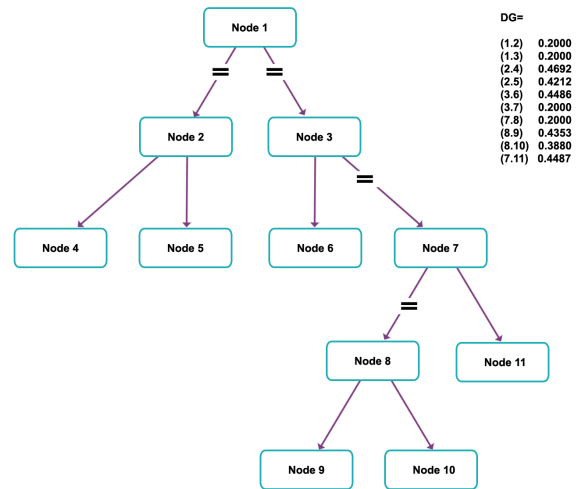 Node 1
DG=
(1.2) 0.2000
(1.3) 0.2000
(2.4) 0.4692
(2.5) 0.4212
(3.6) 0.4486
(3.7) 0.2000
(7.8) 0.2000
(8.9) 0.4353
(8.10) 0.3880
(7.11) 0.4487
Node 2
Node 3
Node 4
Node 5
Node 6
Node 7
Node 8
Node 11
Node 9
Node 10